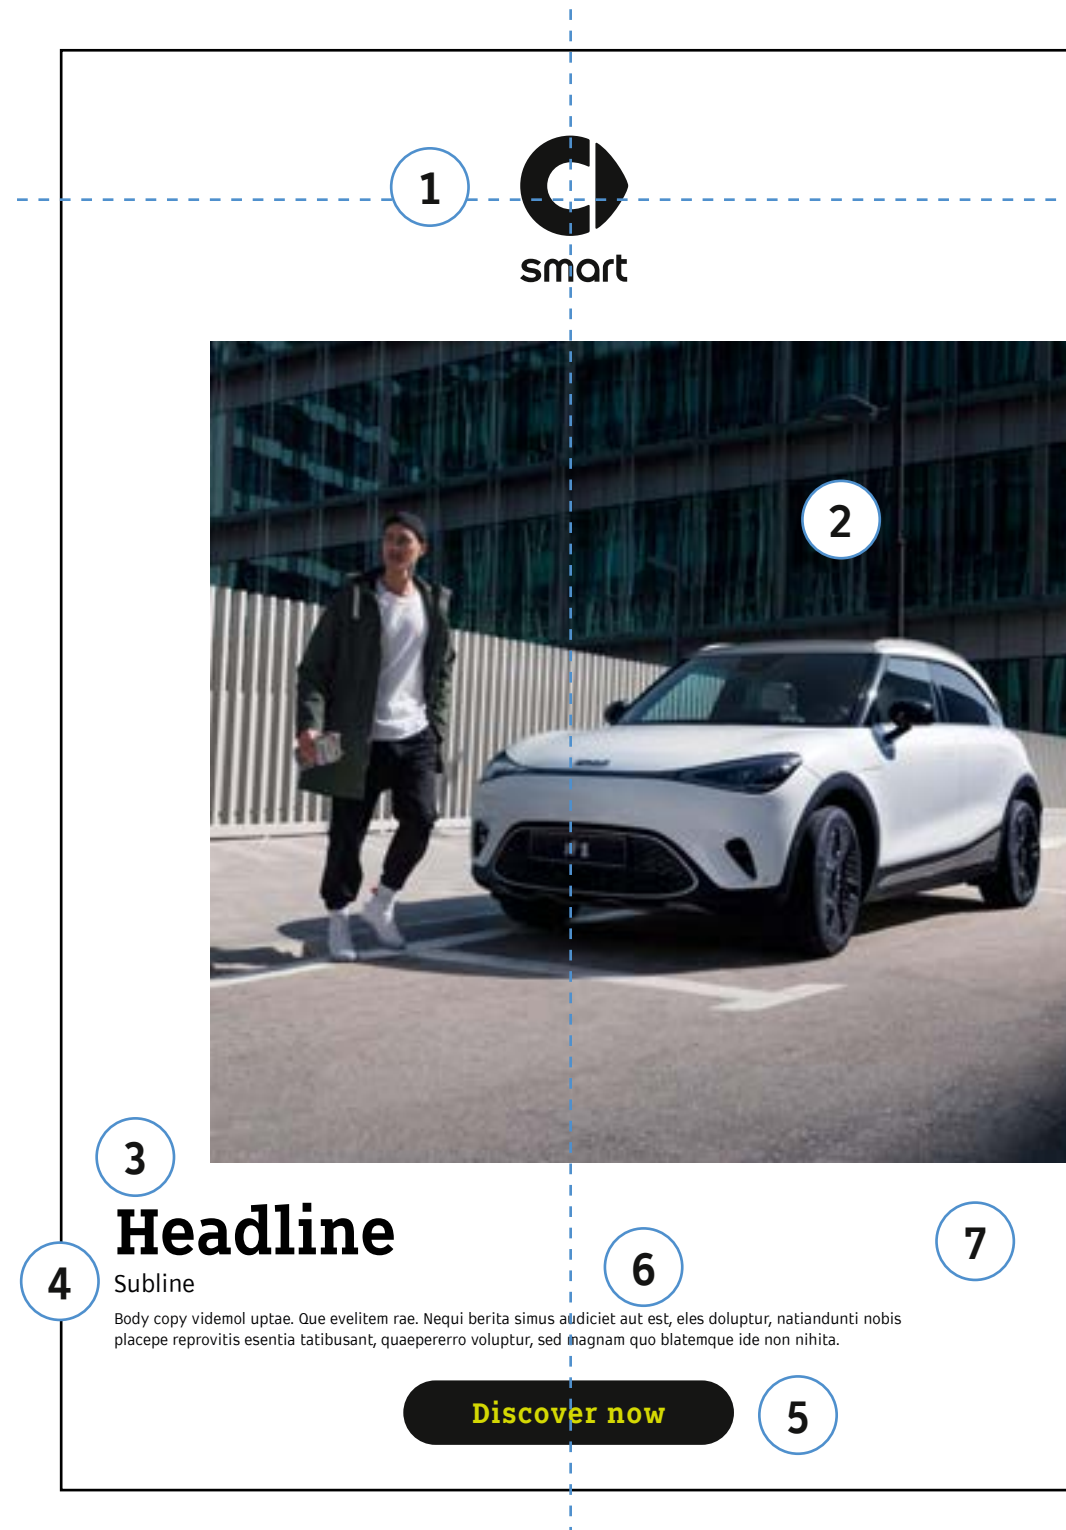 1
smart
2
#1
3
Headline
4
Subline
6
7
Body copy videmol uptae. Que evelitem rae. Nequi berita simus audiciet aut est, eles doluptur, natiandunti nobis
placepe reprovitis esentia tatibusant, quaepererro voluptur, sed magnam quo blatemque ide non nihita.
Discover now
5